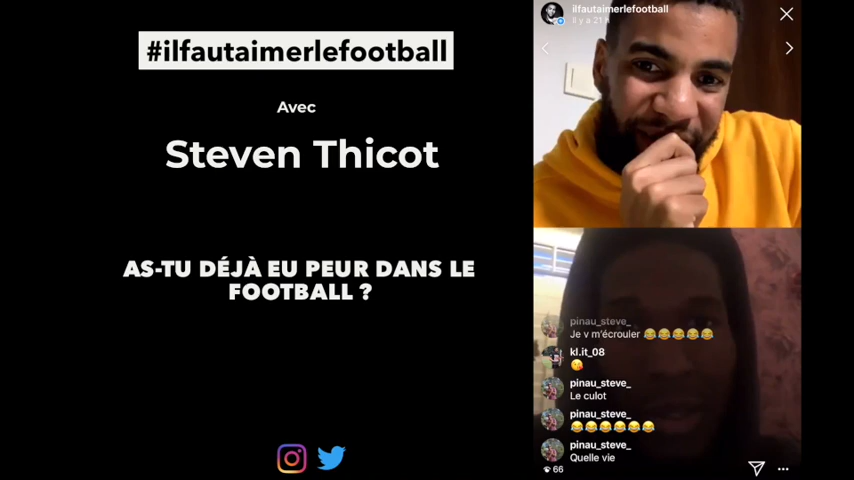 #ilfautaimerlefootball
Avec
Steven Thicot
AS-TU DÉJÀ EU PEUR DANS LE
FOOTBALL ?
ilfautaimerlefootball
Il y a 21 h
pinau_steve_
Je v m'écrouler 😂😂😂😂😂
kl.it_08
😘
pinau_steve_
Le culot
pinau_steve_
😂😂😂😂😂😂
pinau_steve_
Quelle vie
66